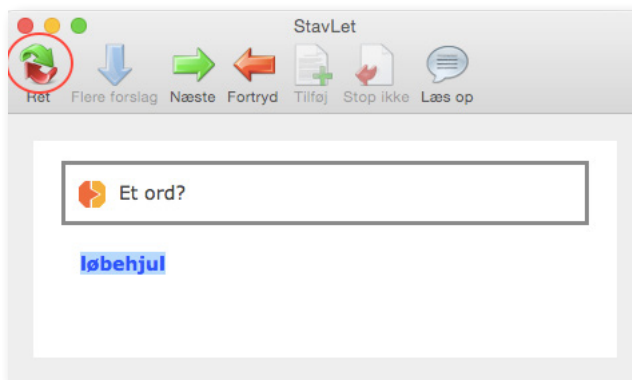 StavLet
Ret Flere forslag Næste Fortryd Tilføj Stop ikke Læs op
Et ord?
løbehjul